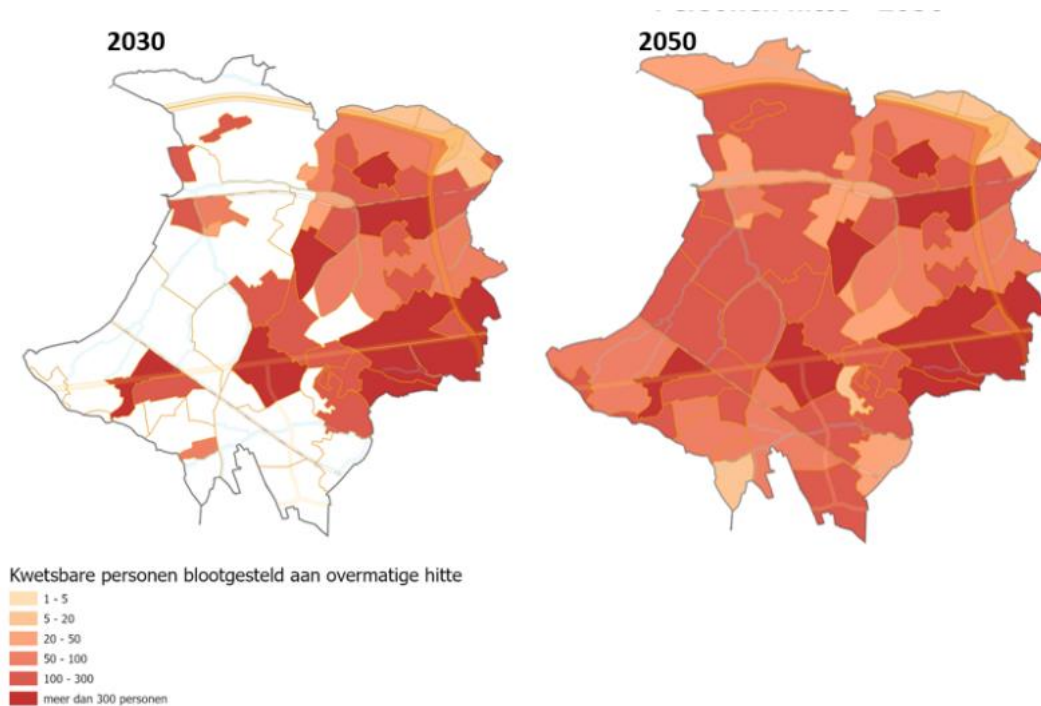 2030
2050
Kwetsbare personen blootgesteld aan overmatige hitte
1 - 5
5 - 20
20 - 50
50 - 100
100 - 300
meer dan 300 personen